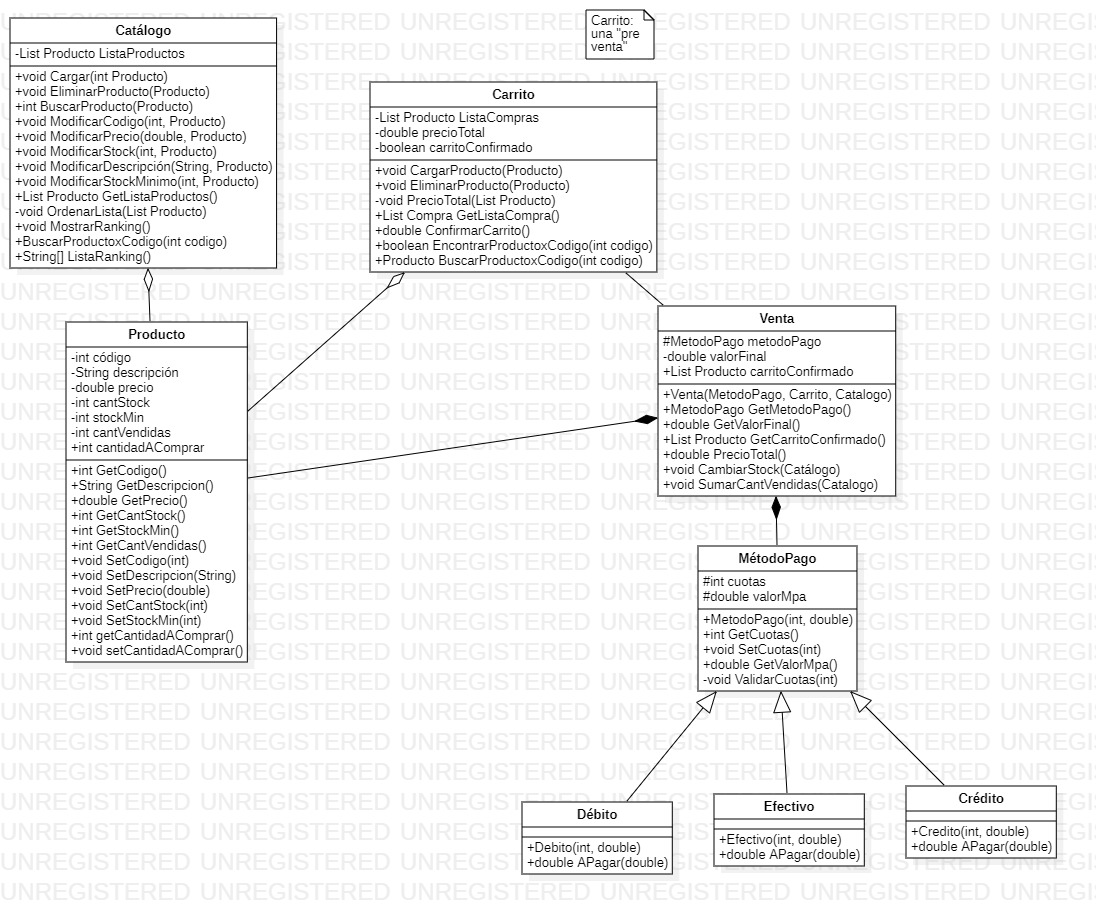 Catálogo
-List Producto ListaProductos
+void Cargar(int Producto)
+void EliminarProducto(Producto)
+int BuscarProducto(Producto)
+void ModificarCodigo(int, Producto)
+void ModificarPrecio(double, Producto)
+void ModificarStock(int, Producto)
+void ModificarDescripción(String, Producto)
+void ModificarStockMinimo(int, Producto)
+List Producto GetListaProductos()
-void OrdenarLista(List Producto)
+void MostrarRanking()
+BuscarProductoxCodigo(int codigo)
+String[] ListaRanking()
Carrito:
una "pre
venta"
Carrito
-List Producto ListaCompras
-double precioTotal
-boolean carritoConfirmado
+void CargarProducto(Producto)
+void EliminarProducto(Producto)
-void PrecioTotal(List Producto)
+List Compra GetListaCompra()
+double ConfirmarCarrito()
+boolean EncontrarProductoxCodigo(int codigo)
+Producto BuscarProductoxCodigo(int codigo)
Producto
-int código
-String descripción
-double precio
-int cantStock
-int stockMin
-int cantVendidas
+int cantidadAComprar
+int GetCodigo()
+String GetDescripcion()
+double GetPrecio()
+int GetCantStock()
+int GetStockMin()
+int GetCantVendidas()
+void SetCodigo(int)
+void SetDescripcion(String)
+void SetPrecio(double)
+void SetCantStock(int)
+void SetStockMin(int)
+int getCantidadAComprar()
+void setCantidadAComprar()
Venta
#MetodoPago metodoPago
-double valorFinal
+List Producto carritoConfirmado
+Venta(MetodoPago, Carrito, Catalogo)
+MetodoPago GetMetodoPago()
+double GetValorFinal()
+List Producto GetCarritoConfirmado()
+double PrecioTotal()
+void CambiarStock(Catálogo)
+void SumarCantVendidas(Catalogo)
MétodoPago
#int cuotas
#double valorMpa
+MetodoPago(int, double)
+int GetCuotas()
+void SetCuotas(int)
+double GetValorMpa()
-void ValidarCuotas(int)
Débito
+Debito(int, double)
+double APagar(double)
Efectivo
+Efectivo(int, double)
+double APagar(double)
Crédito
+Credito(int, double)
+double APagar(double)
UNREGISTERED